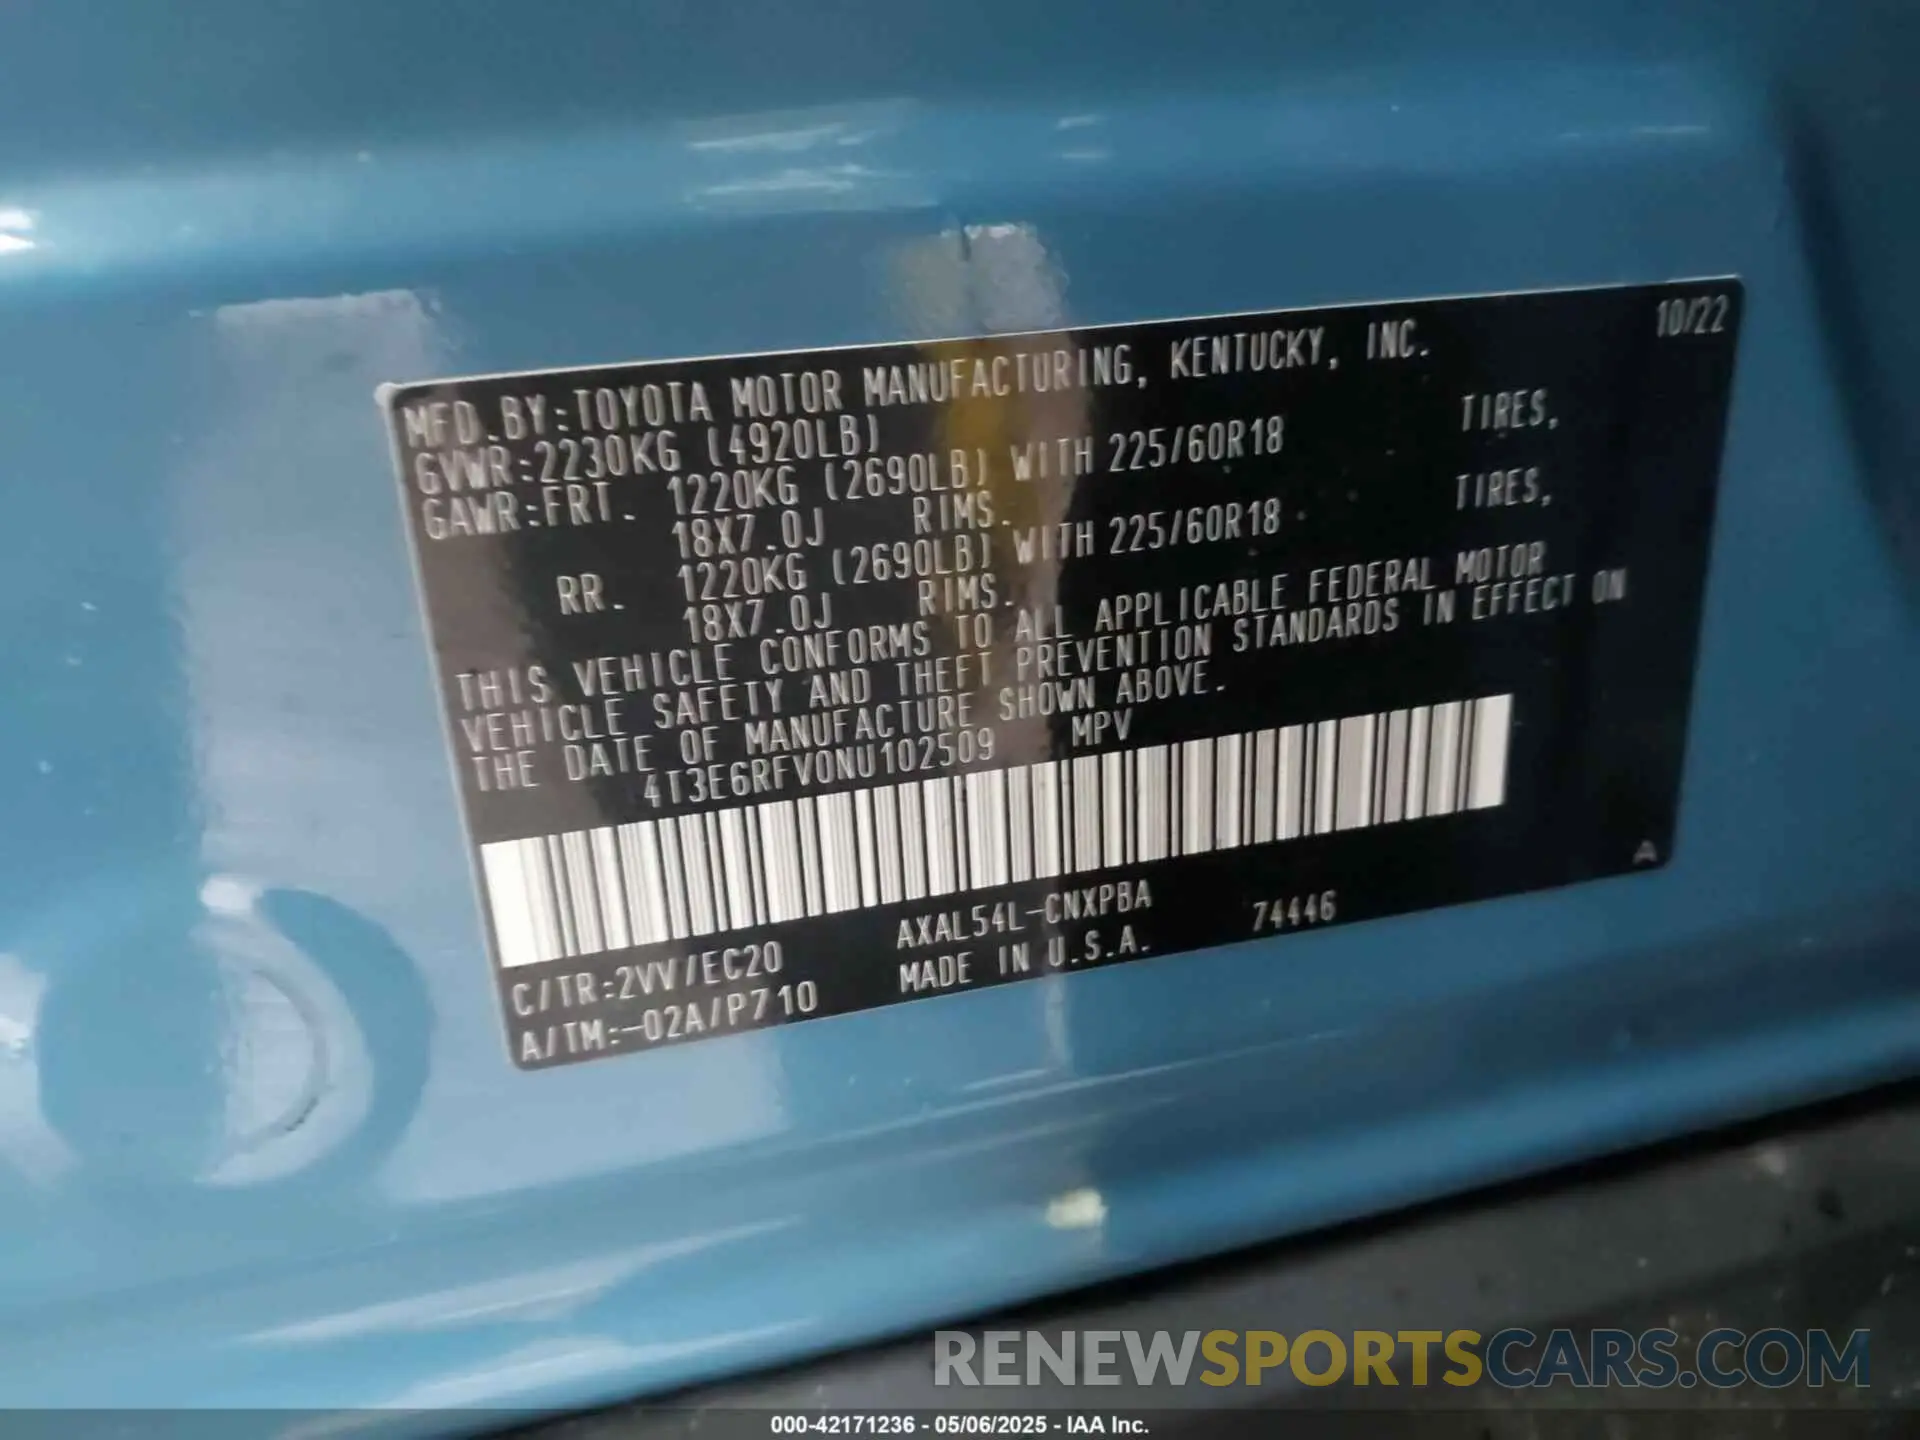 10/22
MFD.BY:TOYOTA MOTOR MANUFACTURING, KENTUCKY, INC.
GVWR:2230KG (4920LB)
GAWR:FRT. 1220KG (2690LB) WITH 225/60R18 TIRES,
18X7.0J RIMS.
RR. 1220KG (2690LB) WITH 225/60R18 TIRES,
18X7.0J RIMS.
THIS VEHICLE CONFORMS TO ALL APPLICABLE FEDERAL MOTOR
VEHICLE SAFETY AND THEFT PREVENTION STANDARDS IN EFFECT ON
THE DATE OF MANUFACTURE SHOWN ABOVE.
4T3E6RFV0NU102509 MPV
A
C/TR:2VV/EC20 AXAL54L-CNXPBA 74446
A/TM:-02A/P710 MADE IN U.S.A.
RENEWSPORTSCARS.COM
000-42171236 - 05/06/2025 - IAA Inc.